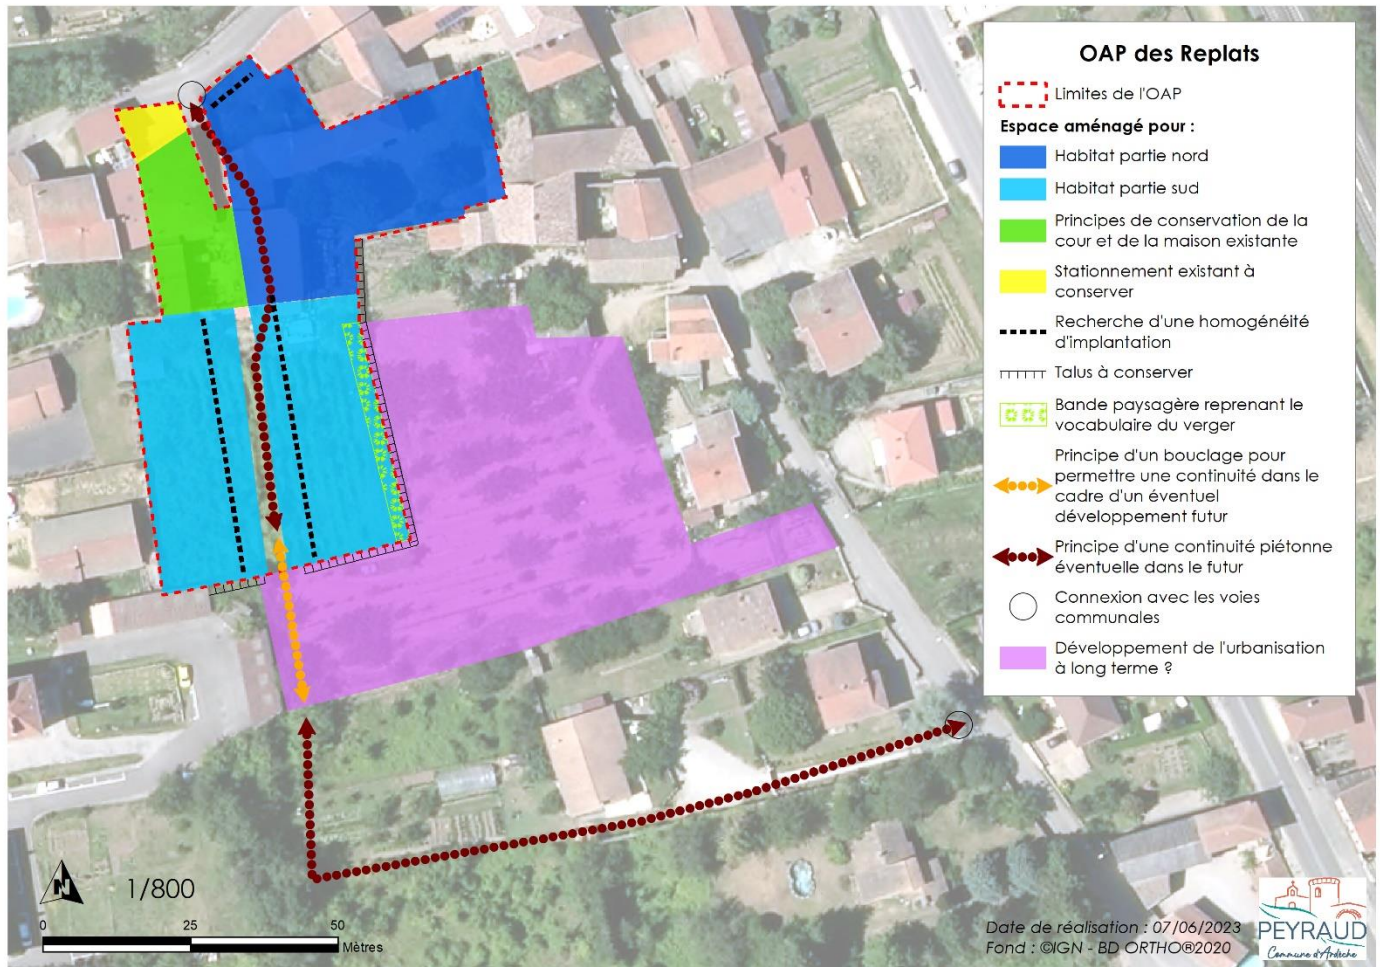 OAP des Replats
Limites de l'OAP
Espace aménagé pour :
Habitat partie nord
Habitat partie sud
Principes de conservation de la
cour et de la maison existante
Stationnement existant à
conserver
Recherche d'une homogénéité
d'implantation
Talus à conserver
Bande paysagère reprenant le
vocabulaire du verger
Principe d'un bouclage pour
permettre une continuité dans le
cadre d'un éventuel
développement futur
Principe d'une continuité piétonne
éventuelle dans le futur
Connexion avec les voies
communales
Développement de l'urbanisation
à long terme ?
N
1/800
0 25 50
Mètres
Date de réalisation : 07/06/2023
Fond : ©IGN - BD ORTHO®2020
PEYRAUD
Commune d'Ardèche